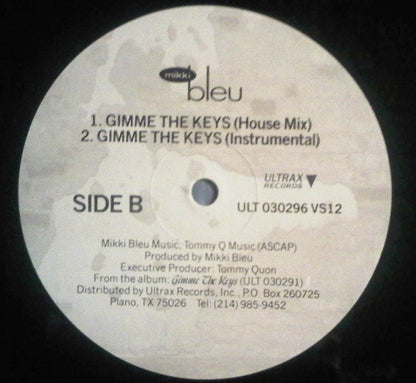 mikki
bleu
1. GIMME THE KEYS (House Mix)
2. GIMME THE KEYS (Instrumental)
ULTRAX
RECORDS
SIDE B
ULT 030296 VS12
Mikki Bleu Music, Tommy Q Music (ASCAP)
Produced by Mikki Bleu
Executive Producer: Tommy Quon
From the album: Gimme The Keys (ULT 030291)
Distributed by Ultrax Records, Inc., P.O. Box 260725
Plano, TX 75026 Tel: (214) 985-9452